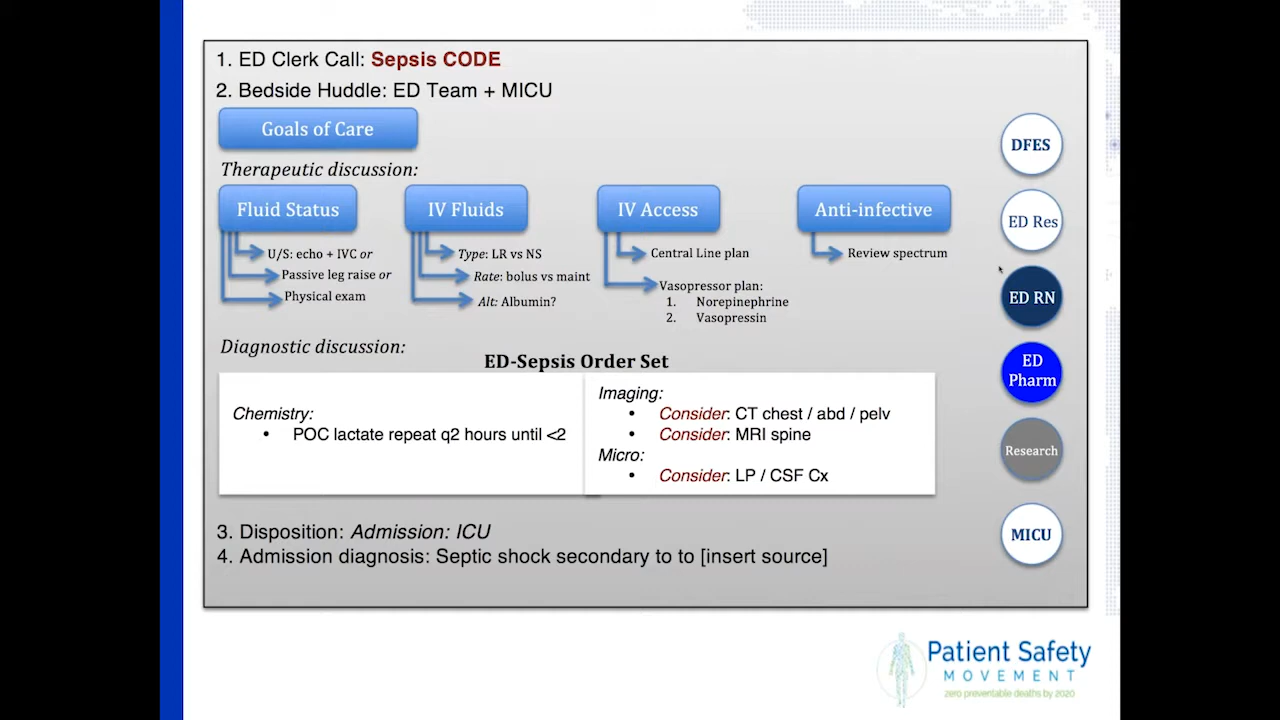 1. ED Clerk Call: Sepsis CODE
2. Bedside Huddle: ED Team + MICU
Goals of Care
Therapeutic discussion:
Fluid Status
U/S: echo + IVC or
Passive leg raise or
Physical exam
IV Fluids
Type: LR vs NS
Rate: bolus vs maint
Alt: Albumin?
IV Access
Central Line plan
Vasopressor plan:
1. Norepinephrine
2. Vasopressin
Anti-infective
Review spectrum
Diagnostic discussion:
ED-Sepsis Order Set
Chemistry:
• POC lactate repeat q2 hours until <2
Imaging:
• Consider: CT chest / abd / pelv
• Consider: MRI spine
Micro:
• Consider: LP / CSF Cx
3. Disposition: Admission: ICU
4. Admission diagnosis: Septic shock secondary to to [insert source]
DFES
ED Res
ED RN
ED
Pharm
Research
MICU
Patient Safety
MOVEMENT
zero preventable deaths by 2020